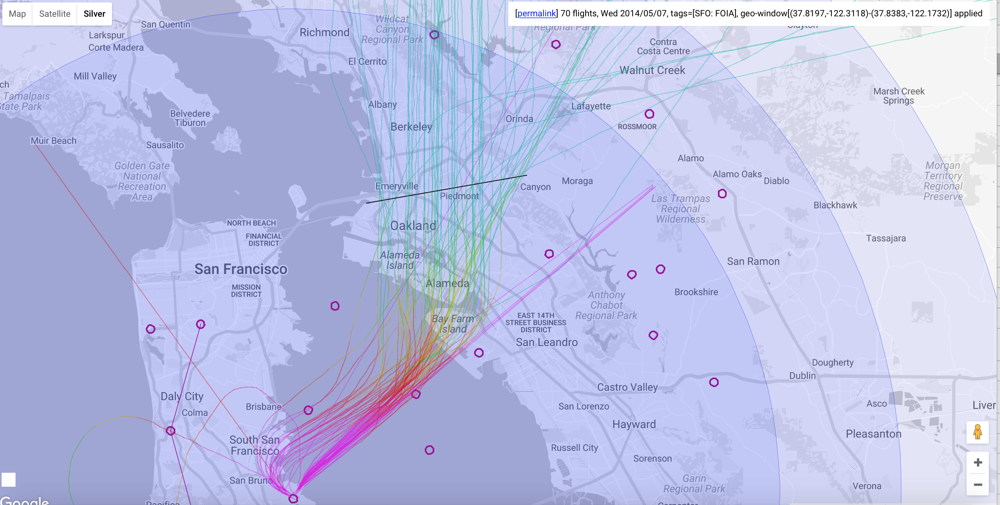 Map Satellite Silver
[permalink] 70 flights, Wed 2014/05/07, tags=[SFO: FOIA], geo-window[(37.8197,-122.3118)-(37.8383,-122.1732)] applied
San Quentin
Larkspur
Corte Madera
Richmond
Wildcat
Canyon
Regional Park
Regional Park
Clayton
Contra
Costa Centre
El Cerrito
Walnut Creek
Mill Valley
ch
Tamalpais
State Park
Marsh Creek
Springs
Albany
Lafayette
Belvedere
Tiburon
Orinda
Berkeley
ROSSMOOR
Muir Beach
Sausalito
Alamo
Golden Gate
National
Recreation
Area
Morgan
Territory
Regional
Preserve
Alamo Oaks
Diablo
Moraga
Emeryville
Canyon
Piedmont
Las Trampas
Regional
Wilderness
Blackhawk
NORTH BEACH
Oakland
FINANCIAL
DISTRICT
Tassajara
Alameda
Island
San Francisco
San Ramon
Alameda
MISSION
DISTRICT
Brookshire
Anthony
Chabot
Regional Park
Bay Farm
Island
EAST 14TH
STREET BUSINESS
DISTRICT
San Leandro
Dougherty
Dublin
Castro Valley
Daly City
Brisbane
Colma
San Lorenzo
Asco
Liver
Hayward
Pleasanton
South San
Francisco
Russell City
Sorenson
San Bruno
Garin
Regional Park
Verona
Google
Pacifica
Carpenter